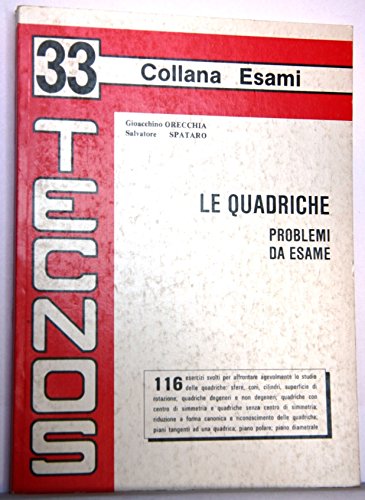 33
Collana Esami
TECNOS
Gioacchino ORECCHIA
Salvatore SPATARO
LE QUADRICHE
PROBLEMI
DA ESAME
116 esercizi svolti per affrontare agevolmente lo studio
delle quadriche: sfere, coni, cilindri, superficie di
rotazione; quadriche degeneri e non degeneri; quadriche con
centro di simmetria e quadriche senza centro di simmetria;
riduzione a forma canonica e riconoscimento delle quadriche;
piani tangenti ad una quadrica; piano polare; piano diametrale